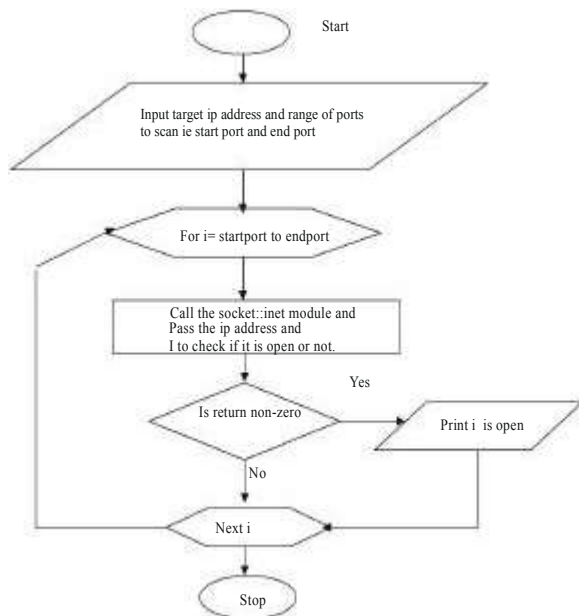 Start
Input target ip address and range of ports
to scan ie start port and end port
For i= startport to endport
Call the socket::inet module and
Pass the ip address and
I to check if it is open or not.
Yes
Is return non-zero
Print i is open
No
Next i
Stop